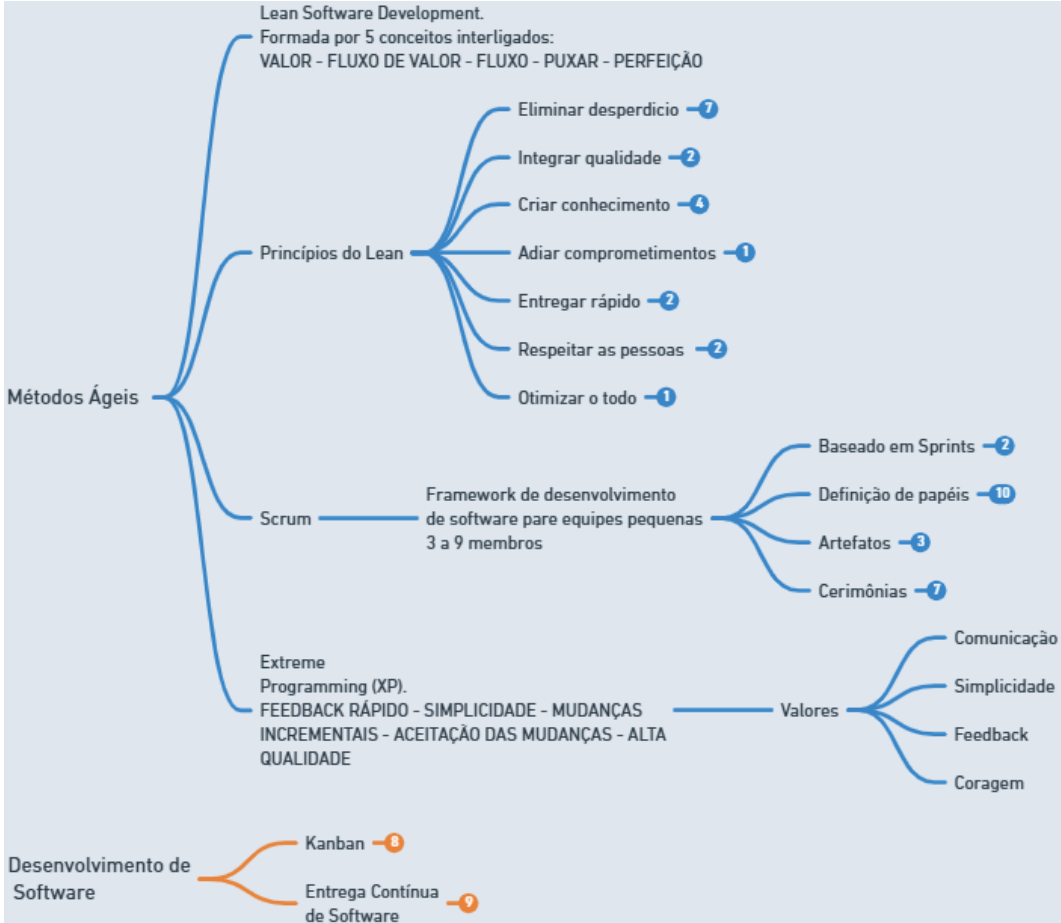 Lean Software Development.
Formada por 5 conceitos interligados:
VALOR - FLUXO DE VALOR - FLUXO - PUXAR - PERFEIÇÃO
Eliminar desperdicio 7
Integrar qualidade 2
Criar conhecimento 4
Princípios do Lean
Adiar comprometimentos 1
Entregar rápido 2
Respeitar as pessoas 2
Otimizar o todo 1
Métodos Ágeis
Baseado em Sprints 2
Definição de papéis 10
Scrum
Framework de desenvolvimento
de software pare equipes pequenas
3 a 9 membros
Artefatos 3
Cerimônias 7
Extreme
Programming (XP).
FEEDBACK RÁPIDO - SIMPLICIDADE - MUDANÇAS
INCREMENTAIS - ACEITAÇÃO DAS MUDANÇAS - ALTA
QUALIDADE
Valores
Comunicação
Simplicidade
Feedback
Coragem
Desenvolvimento de
Software
Kanban 8
Entrega Contínua
de Software 9